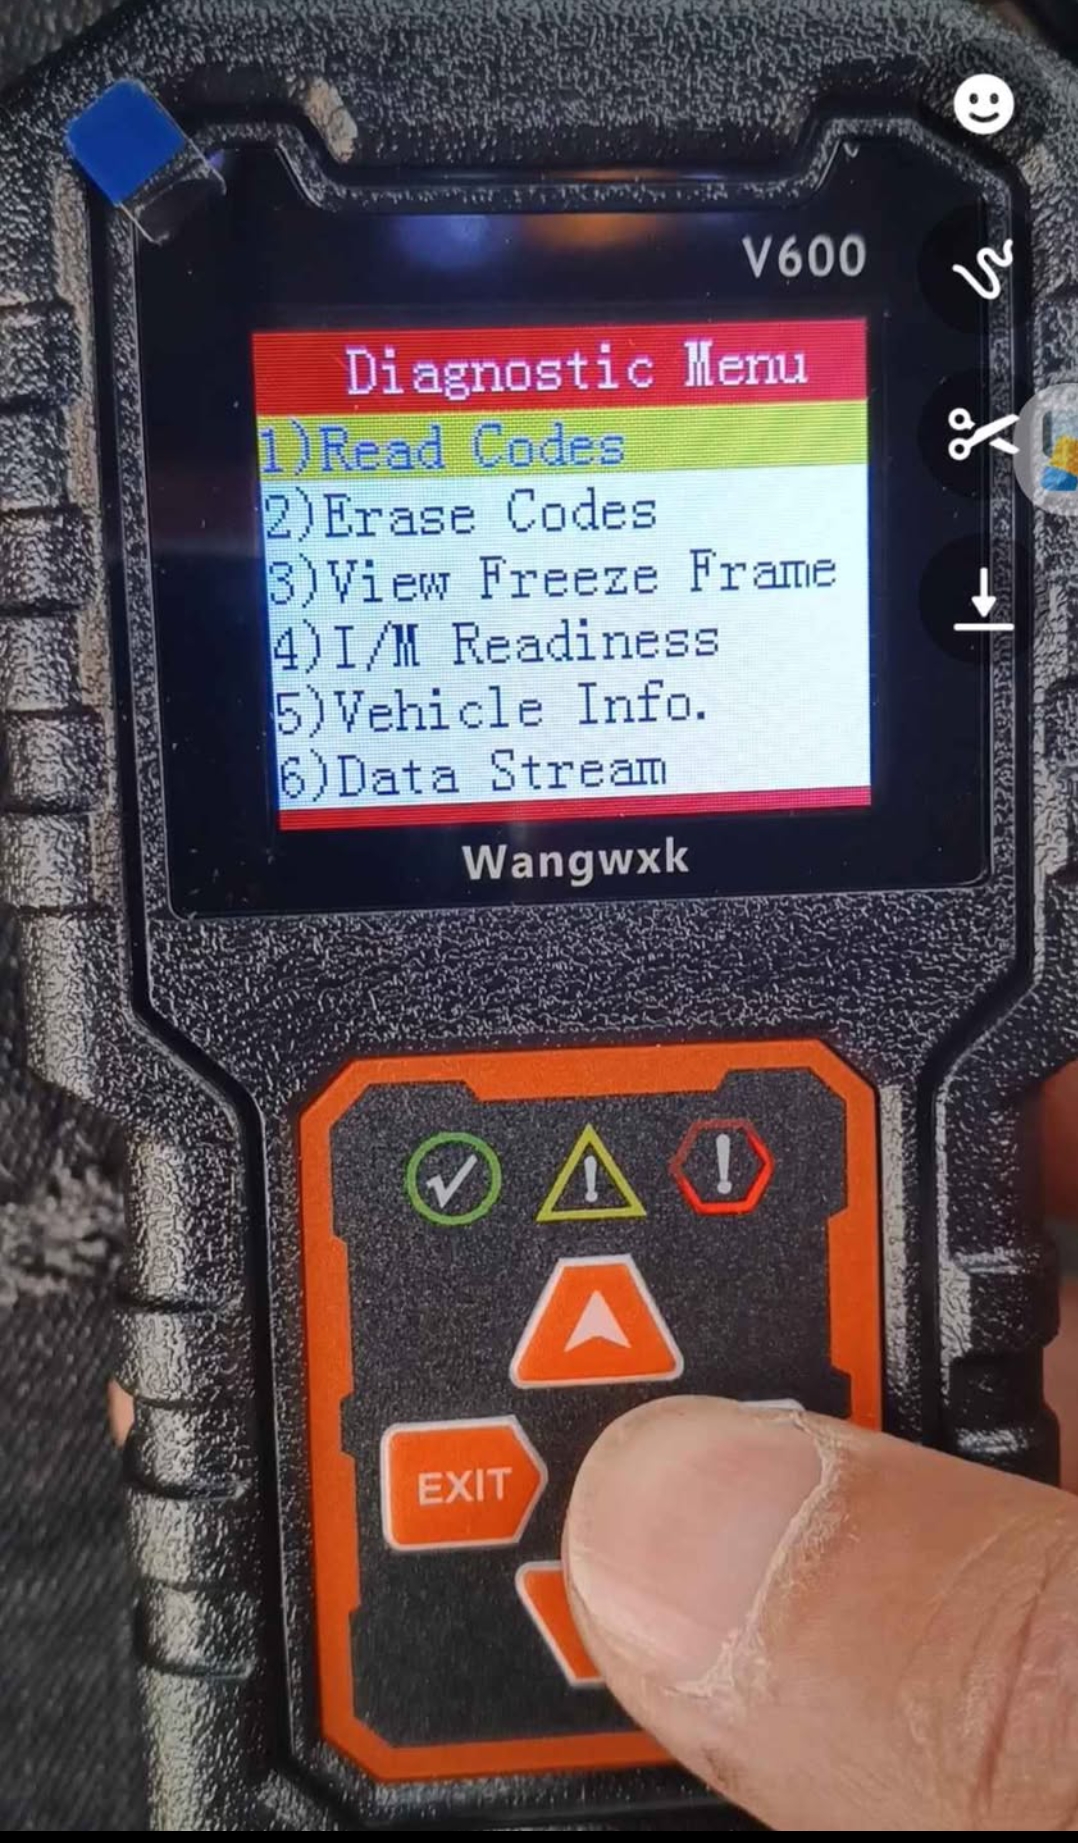 V600
Diagnostic Menu
1)Read Codes
2)Erase Codes
3)View Freeze Frame
4)I/M Readiness
5)Vehicle Info.
6)Data Stream
Wangwxk
EXIT